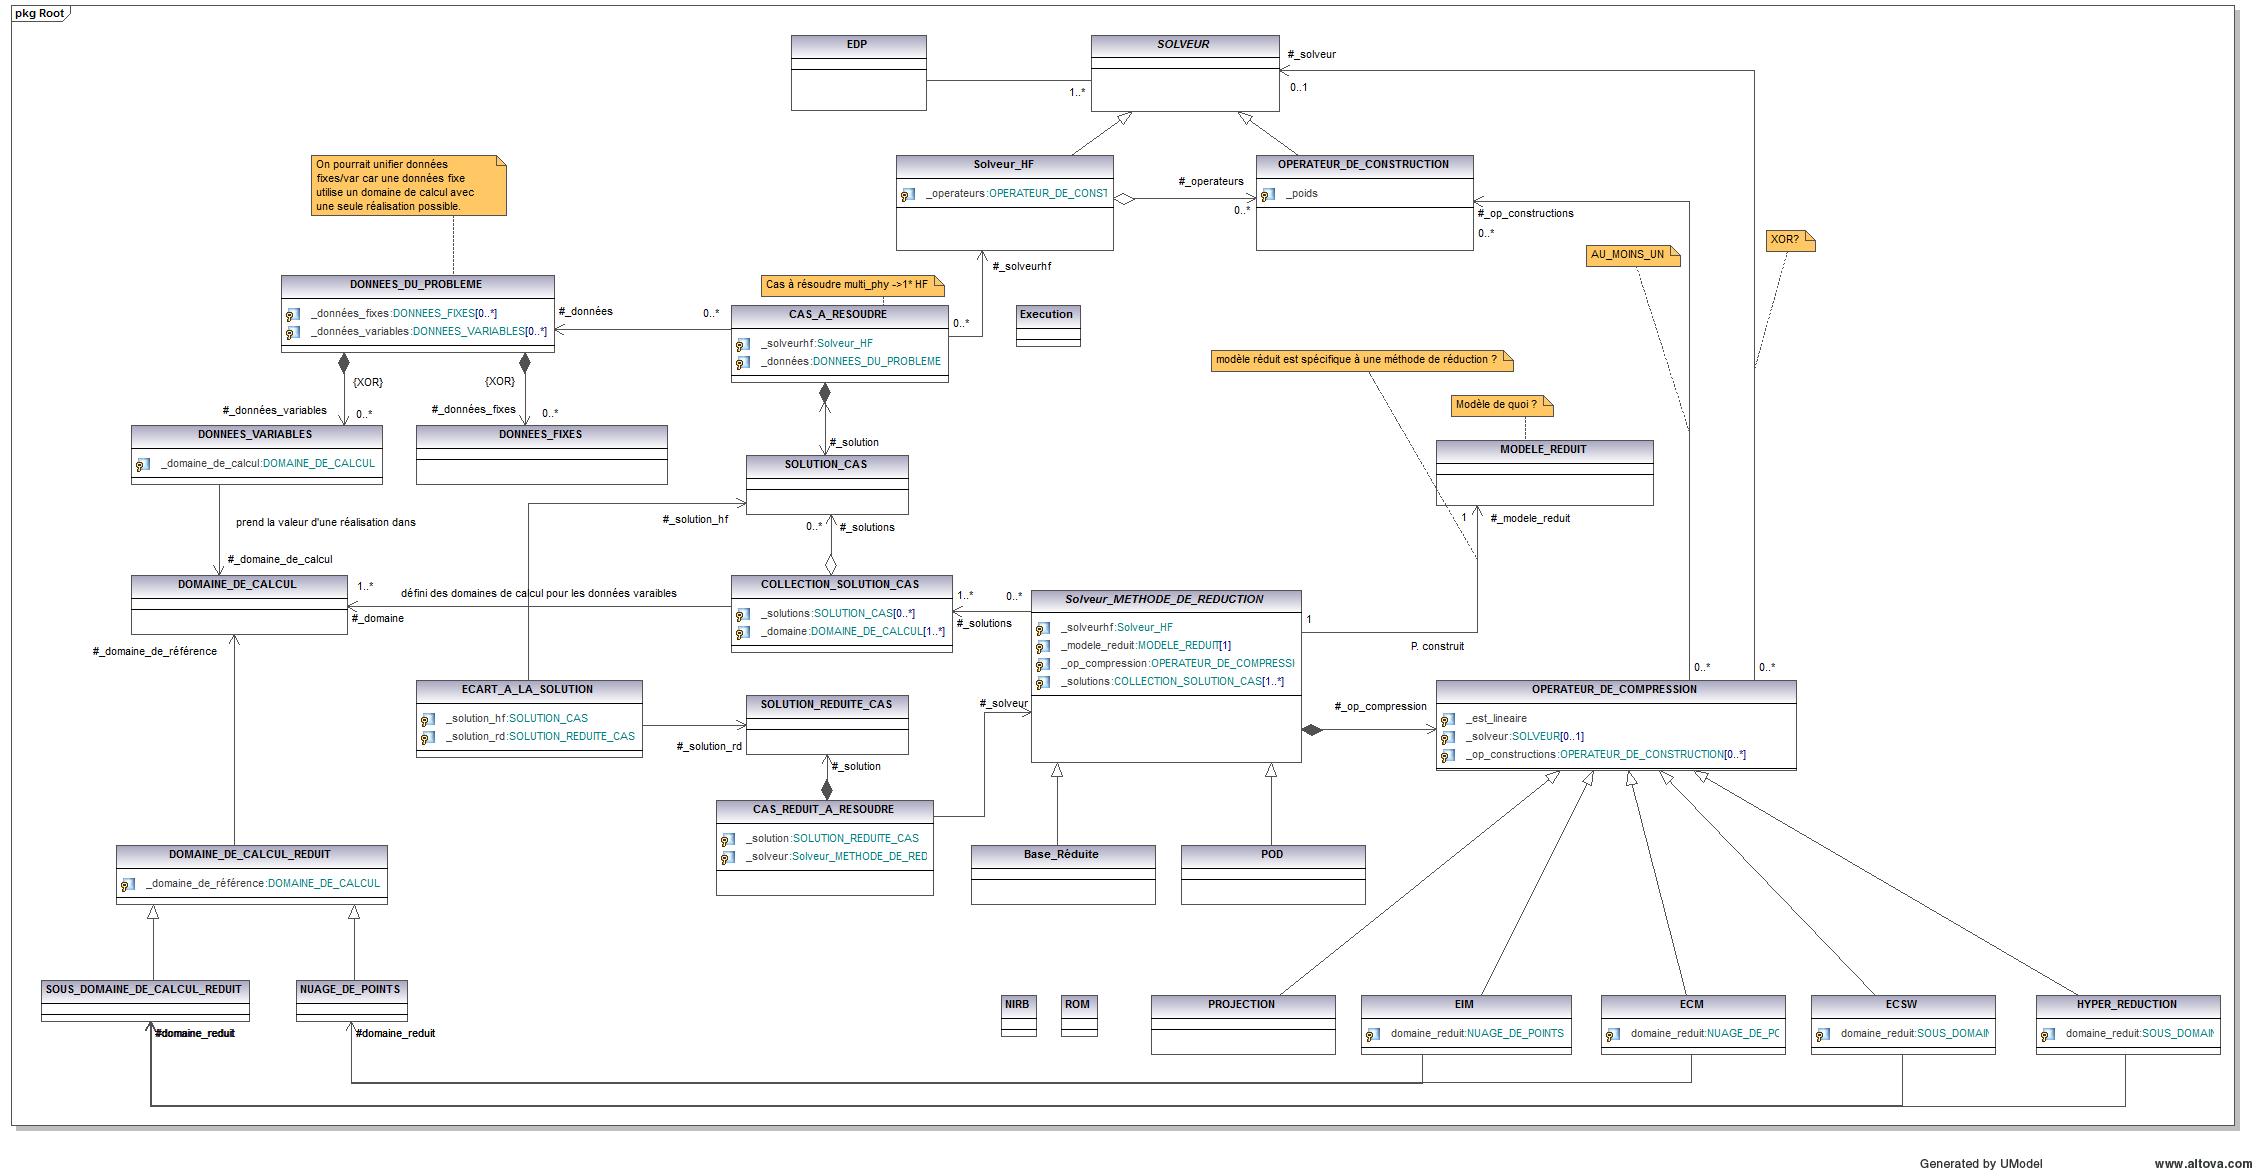 pkg Root
EDP
SOLVEUR
#_solveur
1..*
0..1
On pourrait unifier données
fixes/var car une données fixe
utilise un domaine de calcul avec
une seule réalisation possible.
Solveur_HF
_operateurs:OPERATEUR_DE_CONST
#_operateurs
0..*
OPERATEUR_DE_CONSTRUCTION
_poids
#_op_constructions
0..*
AU_MOINS_UN
XOR?
#_solveurhf
DONNEES_DU_PROBLEME
_données_fixes:DONNEES_FIXES[0..*]
_données_variables:DONNEES_VARIABLES[0..*]
#_données
0..*
Cas à résoudre multi_phy ->1* HF
CAS_A_RESOUDRE
_solveurhf:Solveur_HF
_données:DONNEES_DU_PROBLEME
0..*
Execution
modèle réduit est spécifique à une méthode de réduction ?
{XOR}
{XOR}
#_données_variables
0..*
#_données_fixes
0..*
Modèle de quoi ?
DONNEES_VARIABLES
_domaine_de_calcul:DOMAINE_DE_CALCUL
DONNEES_FIXES
#_solution
SOLUTION_CAS
MODELE_REDUIT
prend la valeur d'une réalisation dans
#_solution_hf
0..*
#_solutions
1
#_modele_reduit
#_domaine_de_calcul
DOMAINE_DE_CALCUL
1..*
#_domaine
défini des domaines de calcul pour les données varaibles
COLLECTION_SOLUTION_CAS
_solutions:SOLUTION_CAS[0..*]
_domaine:DOMAINE_DE_CALCUL[1..*]
1..*
0..*
#_solutions
Solveur_METHODE_DE_REDUCTION
_solveurhf:Solveur_HF
_modele_reduit:MODELE_REDUIT[1]
_op_compression:OPERATEUR_DE_COMPRESSI
_solutions:COLLECTION_SOLUTION_CAS[1..*]
1
P. construit
#_domaine_de_référence
0..*
0..*
ECART_A_LA_SOLUTION
_solution_hf:SOLUTION_CAS
_solution_rd:SOLUTION_REDUITE_CAS
#_solution_rd
SOLUTION_REDUITE_CAS
#_solveur
#_op_compression
OPERATEUR_DE_COMPRESSION
_est_lineaire
_solveur:SOLVEUR[0..1]
_op_constructions:OPERATEUR_DE_CONSTRUCTION[0..*]
#_solution
CAS_REDUIT_A_RESOUDRE
_solution:SOLUTION_REDUITE_CAS
_solveur:Solveur_METHODE_DE_RED
DOMAINE_DE_CALCUL_REDUIT
_domaine_de_référence:DOMAINE_DE_CALCUL
Base_Réduite
POD
SOUS_DOMAINE_DE_CALCUL_REDUIT
NUAGE_DE_POINTS
#domaine_reduit
#domaine_reduit
NIRB
ROM
PROJECTION
EIM
domaine_reduit:NUAGE_DE_POINTS
ECM
domaine_reduit:NUAGE_DE_PC
ECSW
domaine_reduit:SOUS_DOMAIN
HYPER_REDUCTION
domaine_reduit:SOUS_DOMAIN
Generated by UModel
www.altova.com